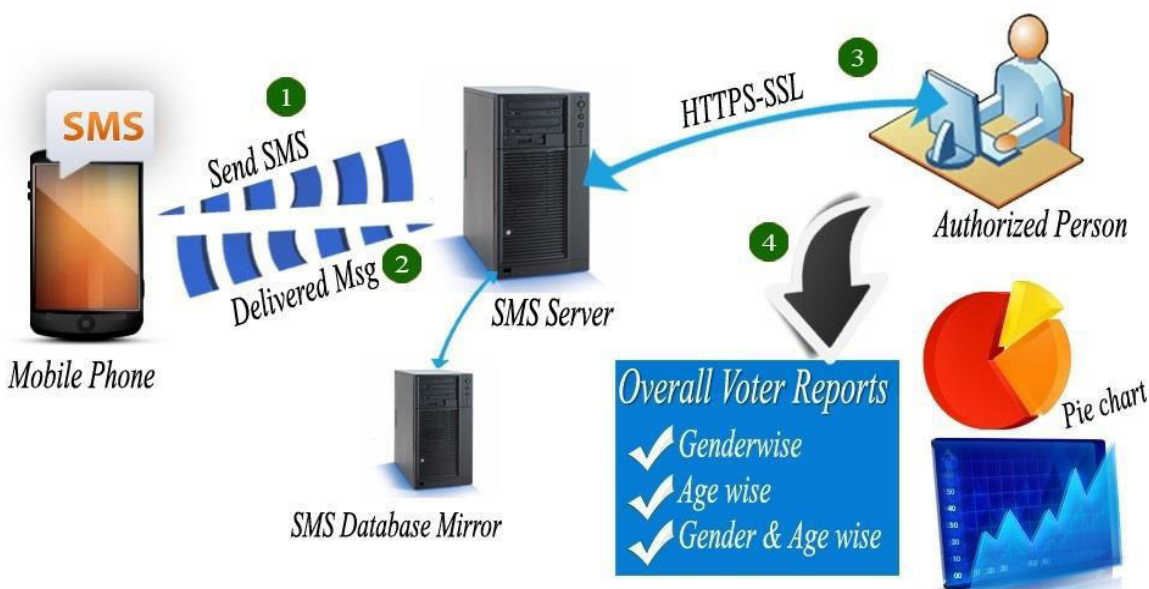 SMS
1
Send SMS
2
Delivered Msg
Mobile Phone
SMS Server
SMS Database Mirror
3
HTTPS-SSL
Authorized Person
4
Overall Voter Reports
Genderwise
Age wise
Gender & Age wise
Pie chart